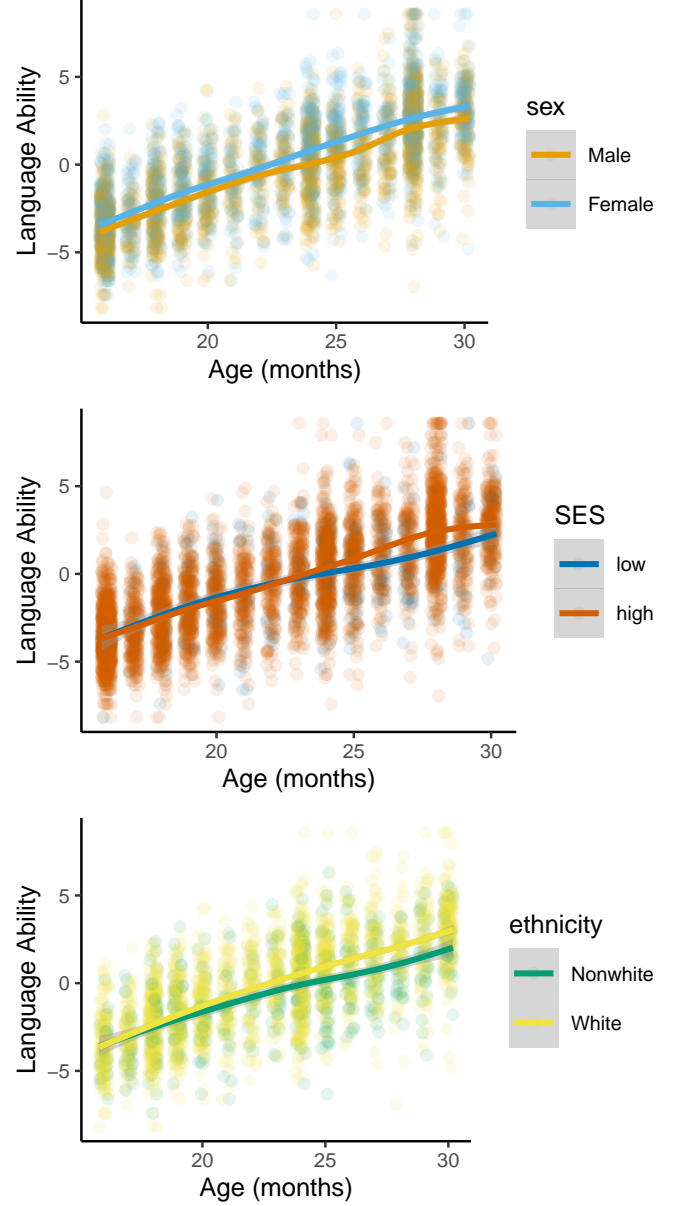 5
0
−5
Language Ability
20
25
30
Age (months)
sex
Male
Female
5
0
−5
Language Ability
20
25
30
Age (months)
SES
low
high
5
0
−5
Language Ability
20
25
30
Age (months)
ethnicity
Nonwhite
White